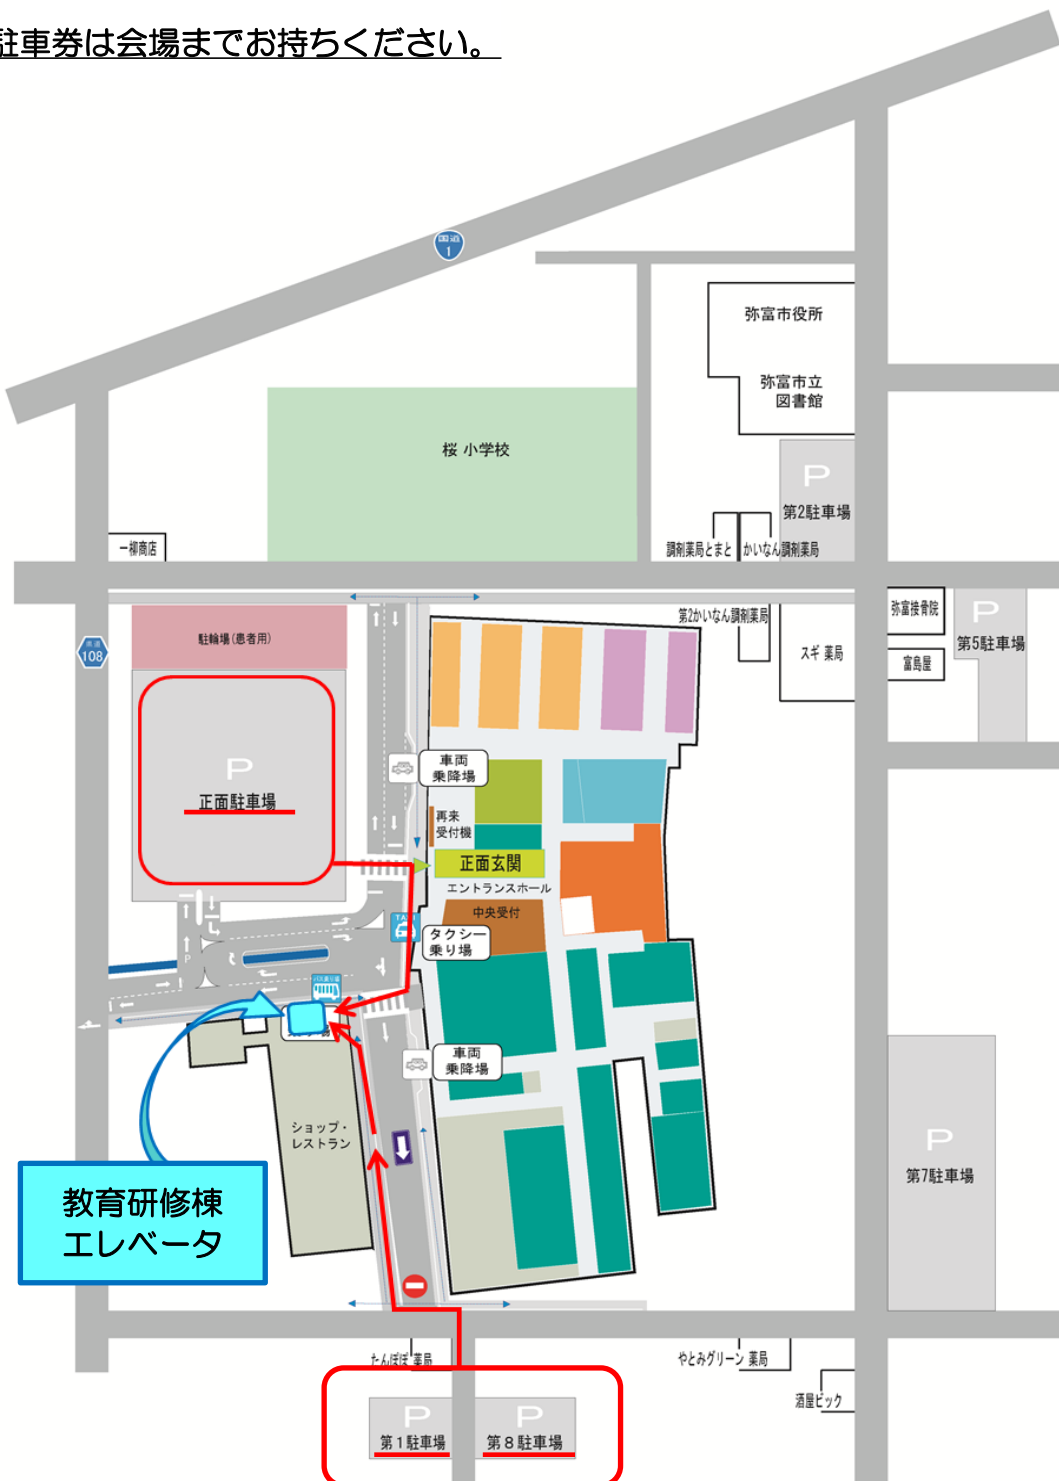 駐車券は会場までお持ちください。
国道
1
弥富市役所
弥富市立
図書館
桜 小学校
P
第2駐車場
一柳商店
調剤薬局とまと
かいなん調剤薬局
第2かいなん調剤薬局
弥富接骨院
P
第5駐車場
スギ 薬局
富島屋
県道
108
駐輪場(患者用)
P
正面駐車場
車両
乗降場
再来
受付機
正面玄関
エントランスホール
中央受付
TAXI
タクシー
乗り場
P
バス乗り場
車両
乗降場
ショップ・
レストラン
教育研修棟
エレベータ
P
第7駐車場
たんぽぽ 薬局
やとみグリーン 薬局
酒屋ビック
P
第1駐車場
P
第8駐車場